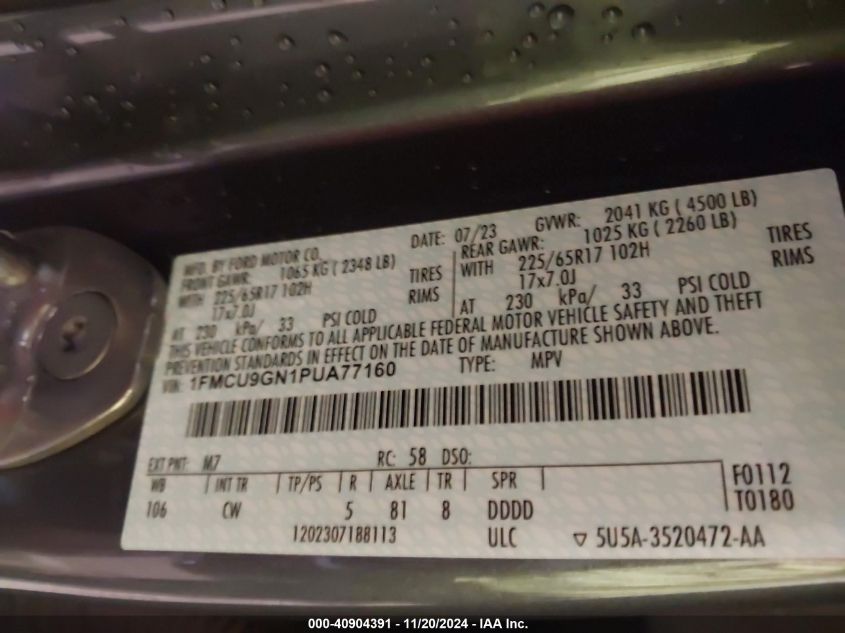 MFD. BY FORD MOTOR CO.
DATE: 07/23 GVWR: 2041 KG ( 4500 LB)
FRONT GAWR: 1065 KG ( 2348 LB)
REAR GAWR: 1025 KG ( 2260 LB)
WITH 225/65R17 102H TIRES
WITH 225/65R17 102H TIRES
17x7.0J RIMS
17x7.0J RIMS
AT 230 kPa/ 33 PSI COLD
AT 230 kPa/ 33 PSI COLD
THIS VEHICLE CONFORMS TO ALL APPLICABLE FEDERAL MOTOR VEHICLE SAFETY AND THEFT
PREVENTION STANDARDS IN EFFECT ON THE DATE OF MANUFACTURE SHOWN ABOVE.
VIN: 1FMCU9GN1PUA77160 TYPE: MPV
EXT PNT: M7 RC: 58 DSO:
WB INT TR TP/PS R AXLE TR SPR F0112
106 CW 5 81 8 DDDD T0180
1202307188113 ULC ▽ 5U5A-3520472-AA
000-40904391 - 11/20/2024 - IAA Inc.